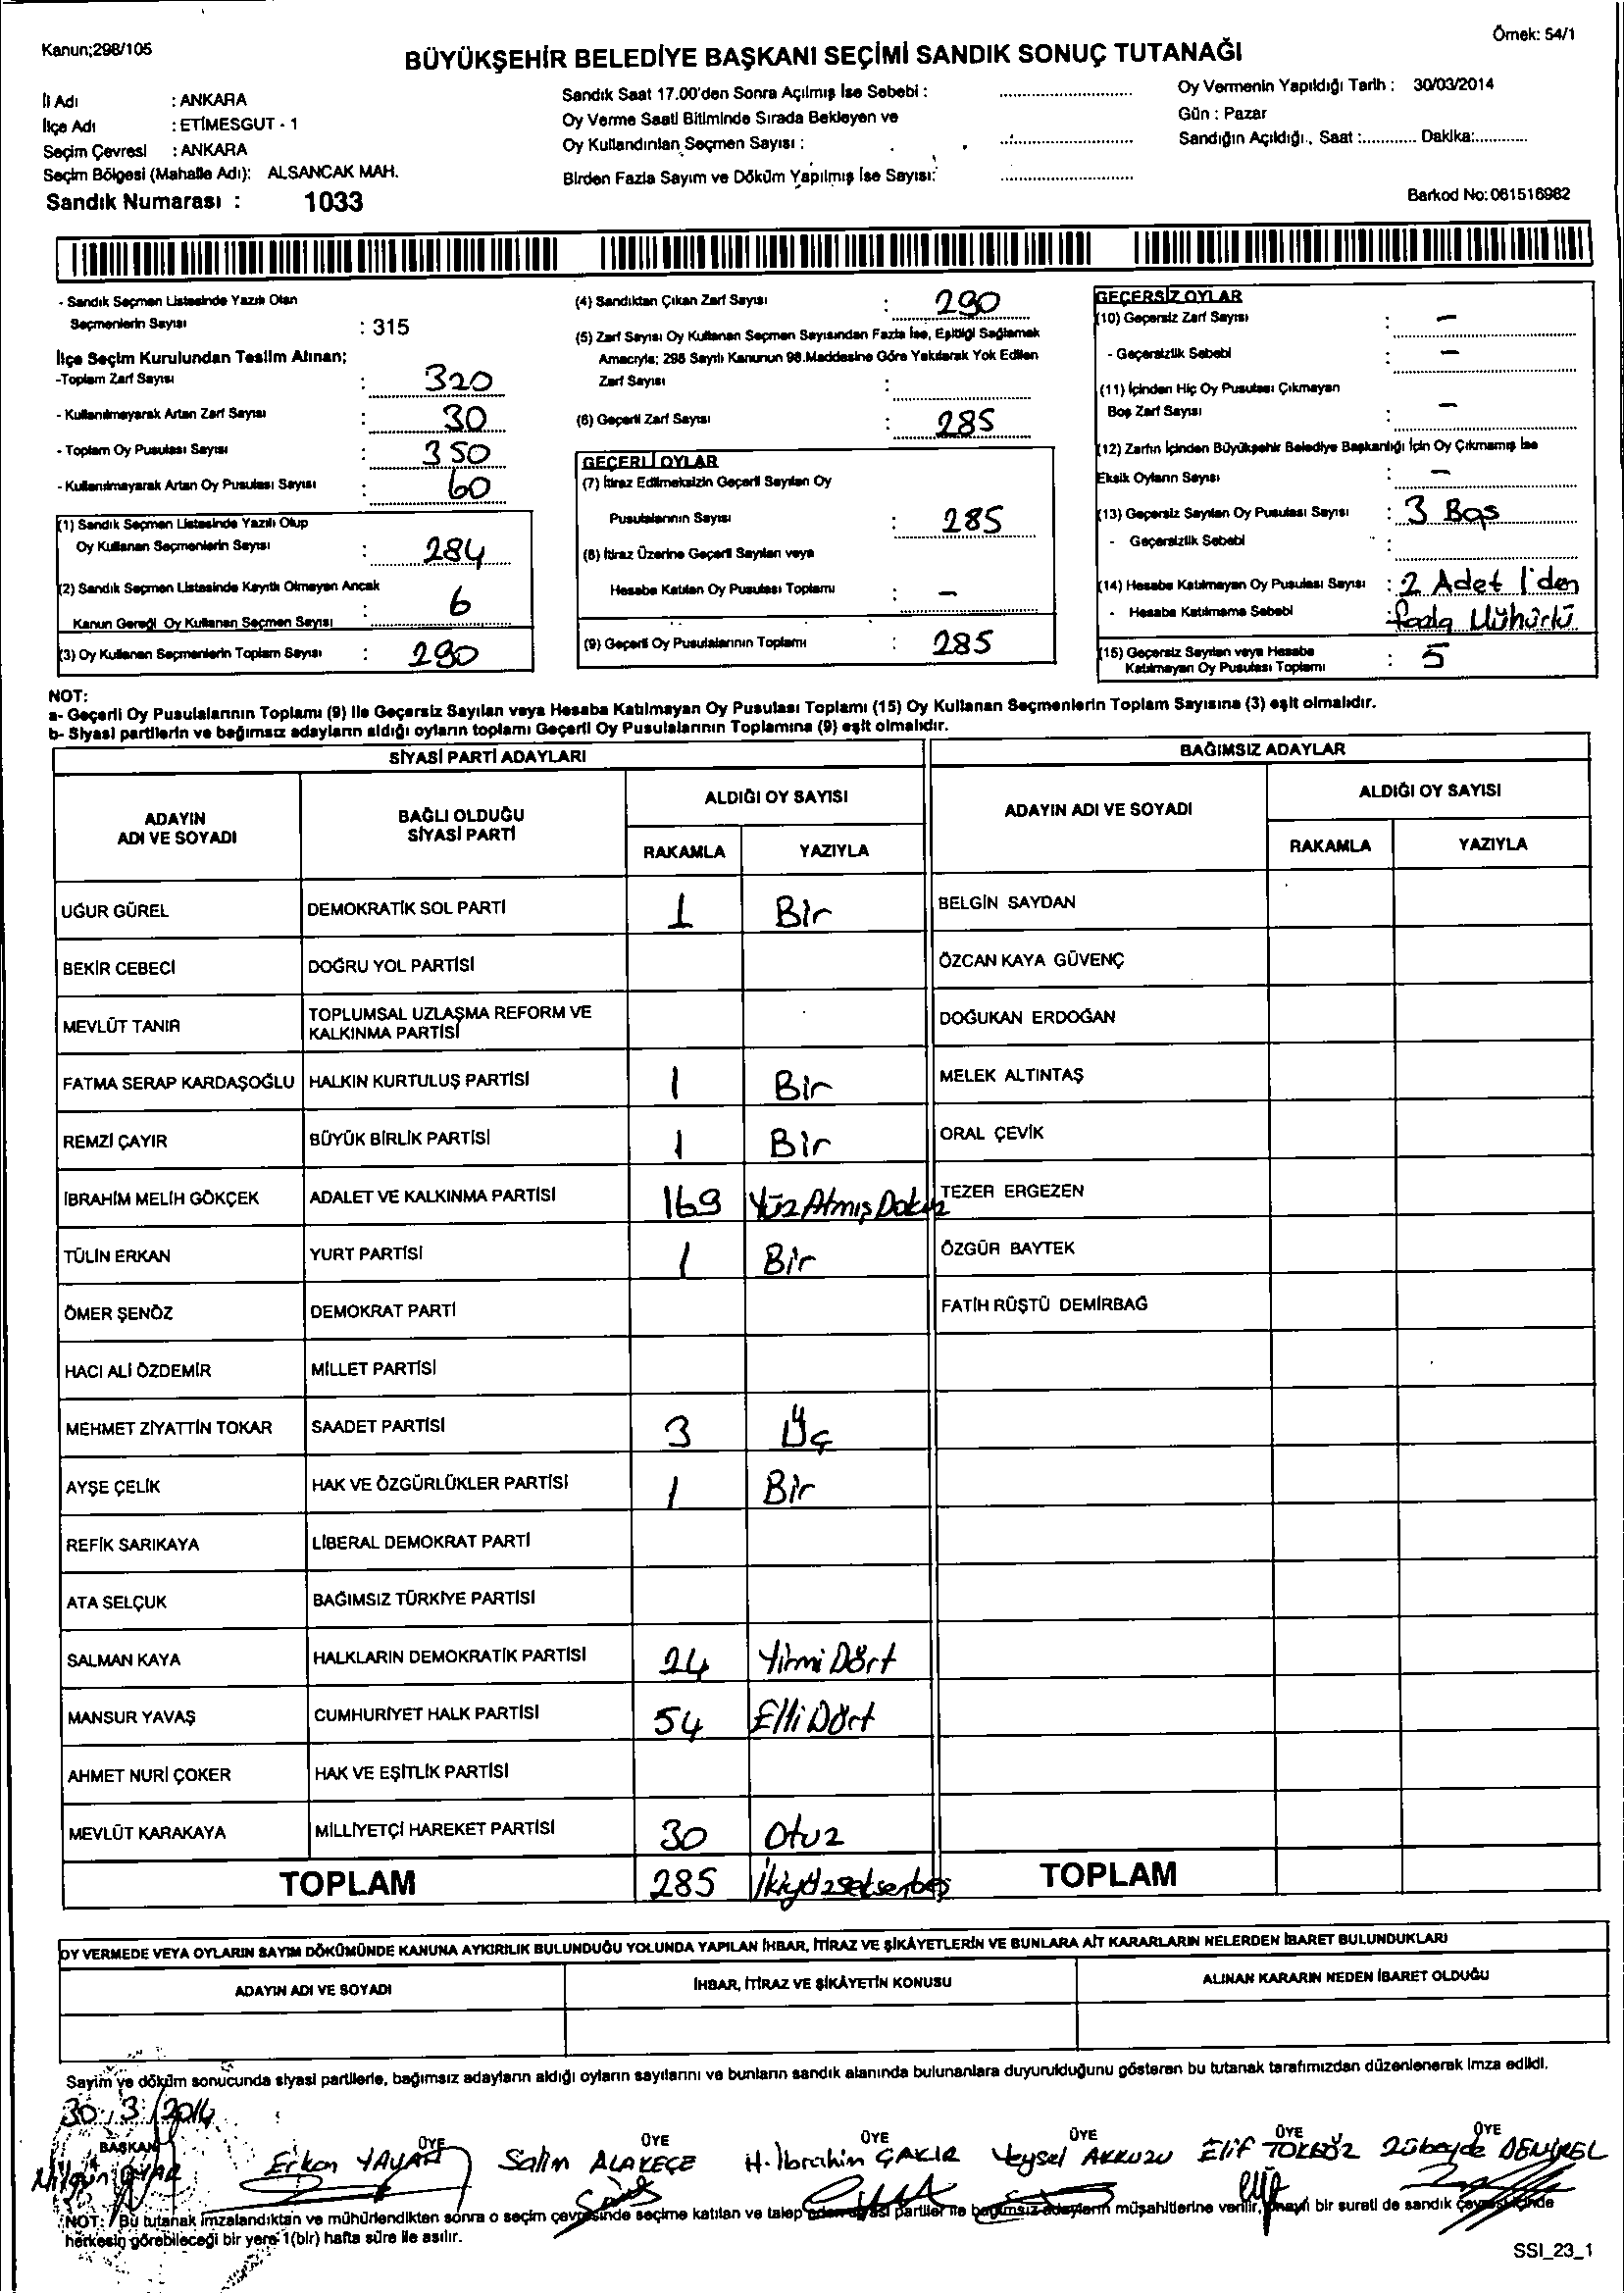 Kanun;298/105
Örnek: 54/1
BÜYÜKŞEHİR BELEDİYE BAŞKANI SEÇİMİ SANDIK SONUÇ TUTANAĞI
İl Adı : ANKARA
İlçe Adı : ETİMESGUT - 1
Seçim Çevresi : ANKARA
Seçim Bölgesi (Mahalle Adı): ALSANCAK MAH.
Sandık Numarası : 1033
Sandık Saat 17.00'den Sonra Açılmış İse Sebebi :
Oy Verme Saati Bitiminde Sırada Bekleyen ve
Oy Kullandırılan Seçmen Sayısı :
Birden Fazla Sayım ve Döküm Yapılmış İse Sayısı:
Oy Vermenin Yapıldığı Tarih : 30/03/2014
Gün : Pazar
Sandığın Açıldığı, Saat :............ Dakika:............
Barkod No: 061516982
- Sandık Seçmen Listesinde Yazılı Olan
Seçmenlerin Sayısı : 315
İlçe Seçim Kurulundan Teslim Alınan;
-Toplam Zarf Sayısı : 320
- Kullanılmayarak Artan Zarf Sayısı : 30
- Toplam Oy Pusulası Sayısı : 350
- Kullanılmayarak Artan Oy Pusulası Sayısı : 60
(1) Sandık Seçmen Listesinde Yazılı Olup
Oy Kullanan Seçmenlerin Sayısı : 284
(2) Sandık Seçmen Listesinde Kayıtlı Olmayan Ancak
Kanun Gereği Oy Kullanan Seçmen Sayısı : 6
(3) Oy Kullanan Seçmenlerin Toplam Sayısı : 290
(4) Sandıktan Çıkan Zarf Sayısı : 290
(5) Zarf Sayısı Oy Kullanan Seçmen Sayısından Fazla İse, Eşitliği Sağlamak
Amacıyla; 298 Sayılı Kanunun 98.Maddesine Göre Yakılarak Yok Edilen
Zarf Sayısı :
(6) Geçerli Zarf Sayısı : 285
GEÇERLİ OYLAR
(7) İtiraz Edilmeksizin Geçerli Sayılan Oy
Pusulalarının Sayısı : 285
(8) İtiraz Üzerine Geçerli Sayılan veya
Hesaba Katılan Oy Pusulası Toplamı : -
(9) Geçerli Oy Pusulalarının Toplamı : 285
GEÇERSİZ OYLAR
(10) Geçersiz Zarf Sayısı : -
- Geçersizlik Sebebi : -
(11) İçinden Hiç Oy Pusulası Çıkmayan
Boş Zarf Sayısı : -
(12) Zarfın İçinden Büyükşehir Belediye Başkanlığı İçin Oy Çıkmamış İse
Eksik Oyların Sayısı : -
(13) Geçersiz Sayılan Oy Pusulası Sayısı : 3 Boş
- Geçersizlik Sebebi :
(14) Hesaba Katılmayan Oy Pusulası Sayısı : 2 Adet 1'den
- Hesaba Katılmama Sebebi : fazla Mühürlü
(15) Geçersiz Sayılan veya Hesaba
Katılmayan Oy Pusulası Toplamı : 5
NOT:
a- Geçerli Oy Pusulalarının Toplamı (9) ile Geçersiz Sayılan veya Hesaba Katılmayan Oy Pusulası Toplamı (15) Oy Kullanan Seçmenlerin Toplam Sayısına (3) eşit olmalıdır.
b- Siyasi partilerin ve bağımsız adayların aldığı oyların toplamı Geçerli Oy Pusulalarının Toplamına (9) eşit olmalıdır.
SİYASİ PARTİ ADAYLARI
BAĞIMSIZ ADAYLAR
ADAYIN
ADI VE SOYADI
BAĞLI OLDUĞU
SİYASİ PARTİ
ALDIĞI OY SAYISI
RAKAMLA YAZIYLA
ADAYIN ADI VE SOYADI
ALDIĞI OY SAYISI
RAKAMLA YAZIYLA
UĞUR GÜREL DEMOKRATİK SOL PARTİ 1 Bir BELGİN SAYDAN
BEKİR CEBECİ DOĞRU YOL PARTİSİ ÖZCAN KAYA GÜVENÇ
MEVLÜT TANIR TOPLUMSAL UZLAŞMA REFORM VE
KALKINMA PARTİSİ DOĞUKAN ERDOĞAN
FATMA SERAP KARDAŞOĞLU HALKIN KURTULUŞ PARTİSİ 1 Bir MELEK ALTINTAŞ
REMZİ ÇAYIR BÜYÜK BİRLİK PARTİSİ 1 Bir ORAL ÇEVİK
İBRAHİM MELİH GÖKÇEK ADALET VE KALKINMA PARTİSİ 169 Yüz Atmış Dokuz TEZER ERGEZEN
TÜLİN ERKAN YURT PARTİSİ 1 Bir ÖZGÜR BAYTEK
ÖMER ŞENÖZ DEMOKRAT PARTİ FATİH RÜŞTÜ DEMİRBAĞ
HACI ALİ ÖZDEMİR MİLLET PARTİSİ
MEHMET ZİYATTİN TOKAR SAADET PARTİSİ 3 Üç
AYŞE ÇELİK HAK VE ÖZGÜRLÜKLER PARTİSİ 1 Bir
REFİK SARIKAYA LİBERAL DEMOKRAT PARTİ
ATA SELÇUK BAĞIMSIZ TÜRKİYE PARTİSİ
SALMAN KAYA HALKLARIN DEMOKRATİK PARTİSİ 24 Yirmi Dört
MANSUR YAVAŞ CUMHURİYET HALK PARTİSİ 54 Elli Dört
AHMET NURİ ÇOKER HAK VE EŞİTLİK PARTİSİ
MEVLÜT KARAKAYA MİLLİYETÇİ HAREKET PARTİSİ 30 Otuz
TOPLAM 285 İkiyüzseksenbeş TOPLAM
OY VERMEDE VEYA OYLARIN SAYIM DÖKÜMÜNDE KANUNA AYKIRILIK BULUNDUĞU YOLUNDA YAPILAN İHBAR, İTİRAZ VE ŞİKÂYETLERİN VE BUNLARA AİT KARARLARIN NELERDEN İBARET BULUNDUKLARI
ADAYIN ADI VE SOYADI İHBAR, İTİRAZ VE ŞİKÂYETİN KONUSU ALINAN KARARIN NEDEN İBARET OLDUĞU
Sayim ve döküm sonucunda siyasi partilerle, bağımsız adayların aldığı oyların sayılarını ve bunların sandık alanında bulunanlara duyurulduğunu gösteren bu tutanak tarafımızdan düzenlenerek imza edildi.
30/3/2014
BAŞKAN ÜYE ÜYE ÜYE ÜYE ÜYE ÜYE
Nilgün Erkan Salim ALAKEÇE H. İbrahim ÇAKIR Veysel AKKUZU Elif TOKGÖZ Zübeyde DEMİREL
NOT: Bu tutanak imzalandıktan ve mühürlendikten sonra o seçim çevresinde seçime katılan ve talep eden siyasi partiler ile bağımsız adayların müşahitlerine verilir, onaylı bir sureti de sandık çevresi içinde
herkesin görebileceği bir yere 1(bir) hafta süre ile asılır.
SSI_23_1